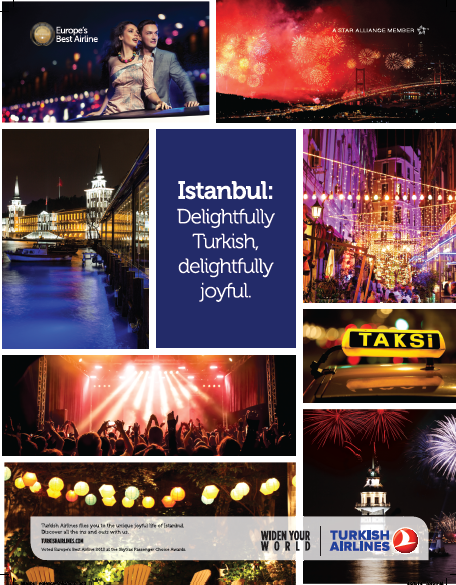 Europe's
Best Airline
A STAR ALLIANCE MEMBER
Istanbul:
Delightfully
Turkish,
delightfully
joyful.
TAKSİ
Turkish Airlines flies you to the unique joyful life of Istanbul.
Discover all the ins and outs with us.
TURKISHAIRLINES.COM
Voted Europe's Best Airline 2013 at the Skytrax Passenger Choice Awards.
WIDEN YOUR
WORLD
TURKISH
AIRLINES